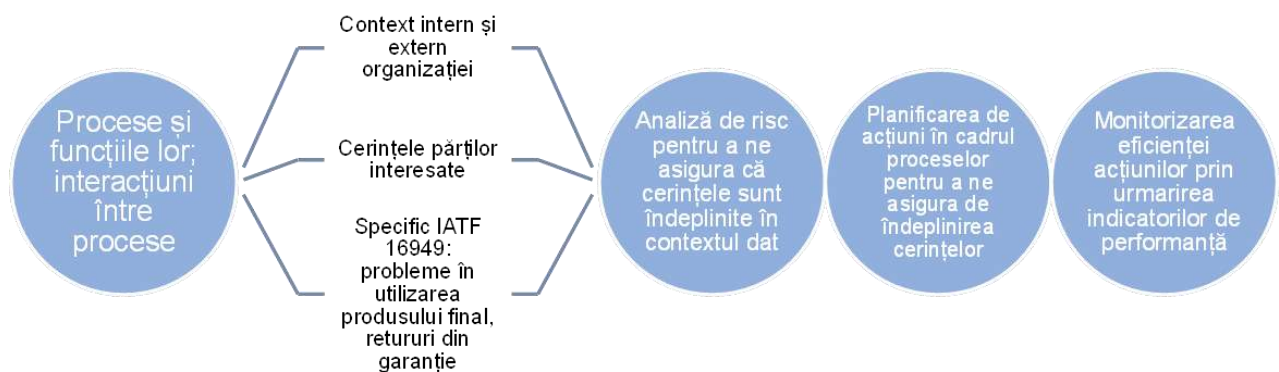 Procese și
funcțiile lor;
interacțiuni
între
procese
Context intern și
extern
organizației
Cerințele părților
interesate
Specific IATF
16949:
probleme în
utilizarea
produsului final,
retururi din
garanție
Analiză de risc
pentru a ne
asigura că
cerințele sunt
îndeplinite în
contextul dat
Planificarea de
acțiuni în cadrul
proceselor
pentru a ne
asigura de
îndeplinirea
cerințelor
Monitorizarea
eficienței
acțiunilor prin
urmarirea
indicatorilor de
performanță